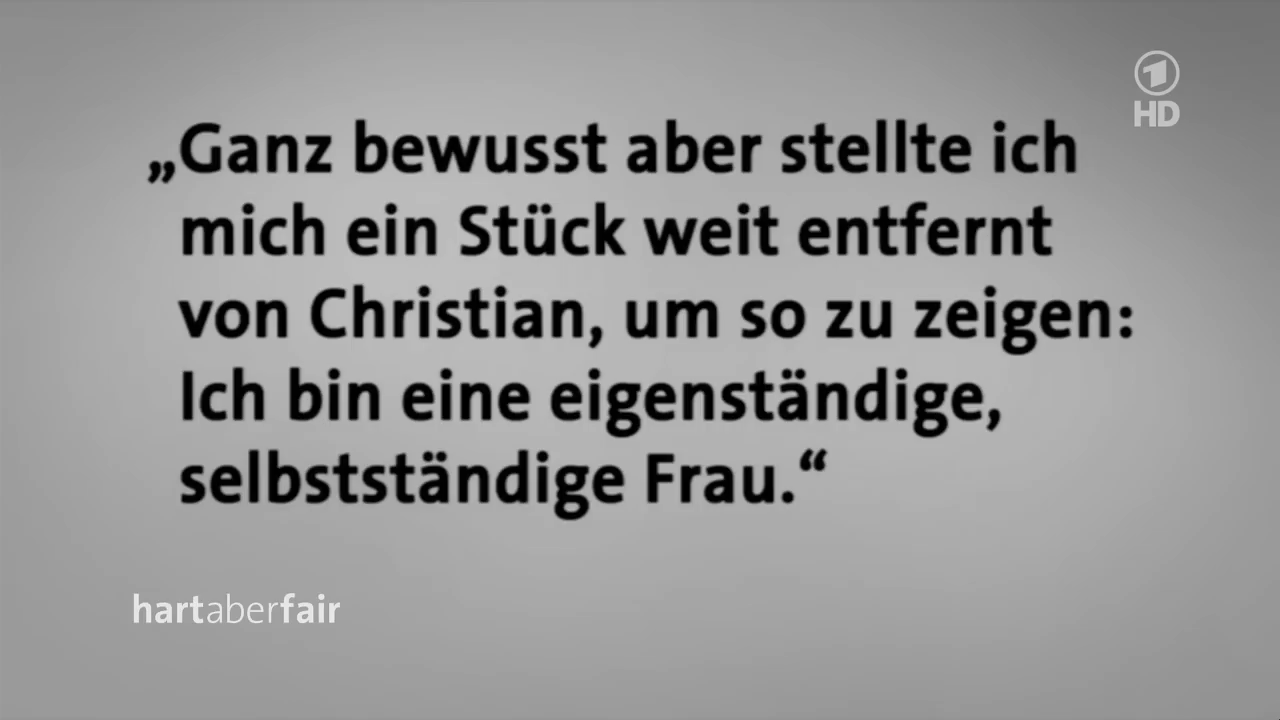 1
HD
„Ganz bewusst aber stellte ich
mich ein Stück weit entfernt
von Christian, um so zu zeigen:
Ich bin eine eigenständige,
selbstständige Frau.“
hartaberfair